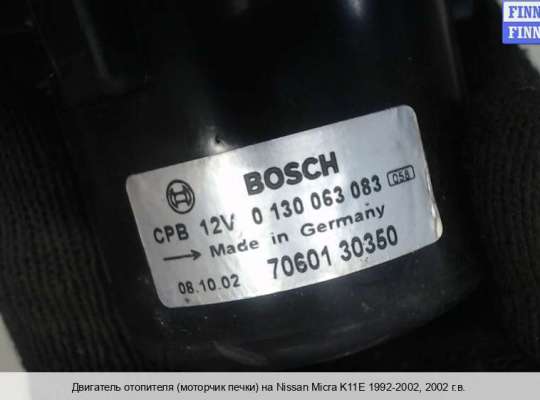 FINN
FINN
BOSCH
CPB 12V 0 130 063 083 058
Made in Germany
08.10.02 70601 30350
Двигатель отопителя (моторчик печки) на Nissan Micra K11E 1992-2002, 2002 г.в.